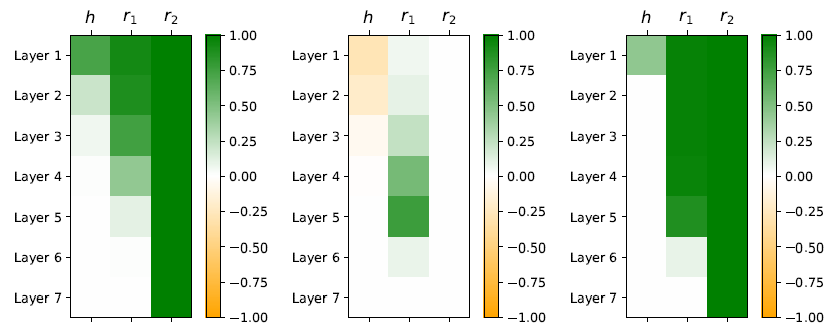 h r₁ r₂
Layer 1
Layer 2
Layer 3
Layer 4
Layer 5
Layer 6
Layer 7
1.00
0.75
0.50
0.25
0.00
−0.25
−0.50
−0.75
−1.00
h r₁ r₂
Layer 1
Layer 2
Layer 3
Layer 4
Layer 5
Layer 6
Layer 7
1.00
0.75
0.50
0.25
0.00
−0.25
−0.50
−0.75
−1.00
h r₁ r₂
Layer 1
Layer 2
Layer 3
Layer 4
Layer 5
Layer 6
Layer 7
1.00
0.75
0.50
0.25
0.00
−0.25
−0.50
−0.75
−1.00